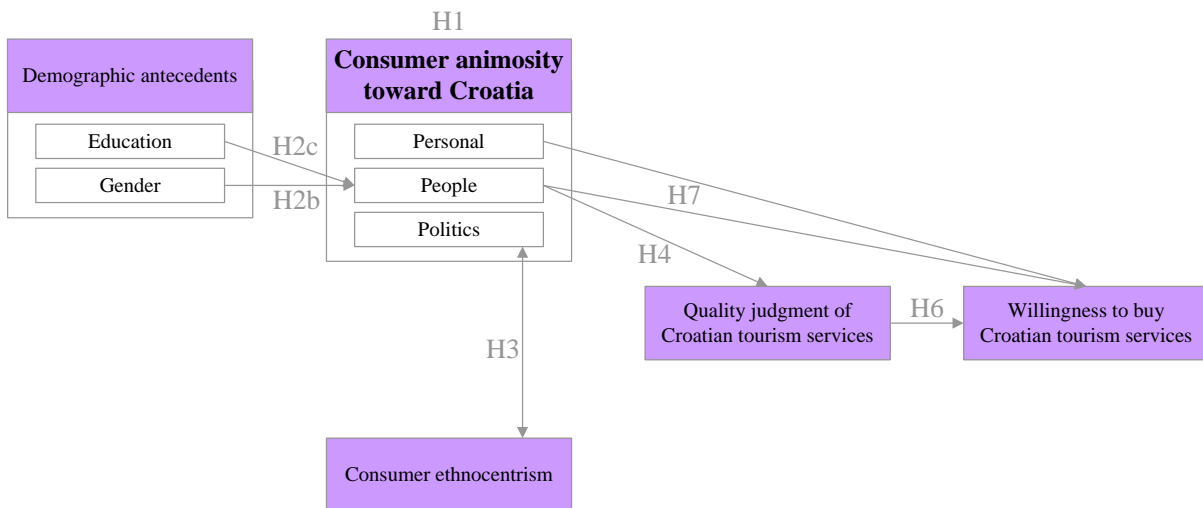 H1
Demographic antecedents
Consumer animosity
toward Croatia
Education
H2c
Personal
Gender
H2b
People
H7
Politics
H4
Quality judgment of
Croatian tourism services
H6
Willingness to buy
Croatian tourism services
H3
Consumer ethnocentrism